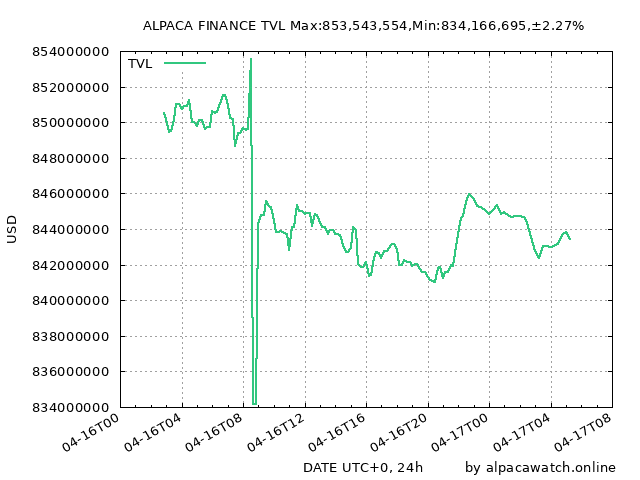 ALPACA FINANCE TVL Max:853,543,554,Min:834,166,695,±2.27%
TVL
854000000
852000000
850000000
848000000
846000000
844000000
842000000
840000000
838000000
836000000
834000000
USD
04-16T00
04-16T04
04-16T08
04-16T12
04-16T16
04-16T20
04-17T00
04-17T04
04-17T08
DATE UTC+0, 24h
by alpacawatch.online